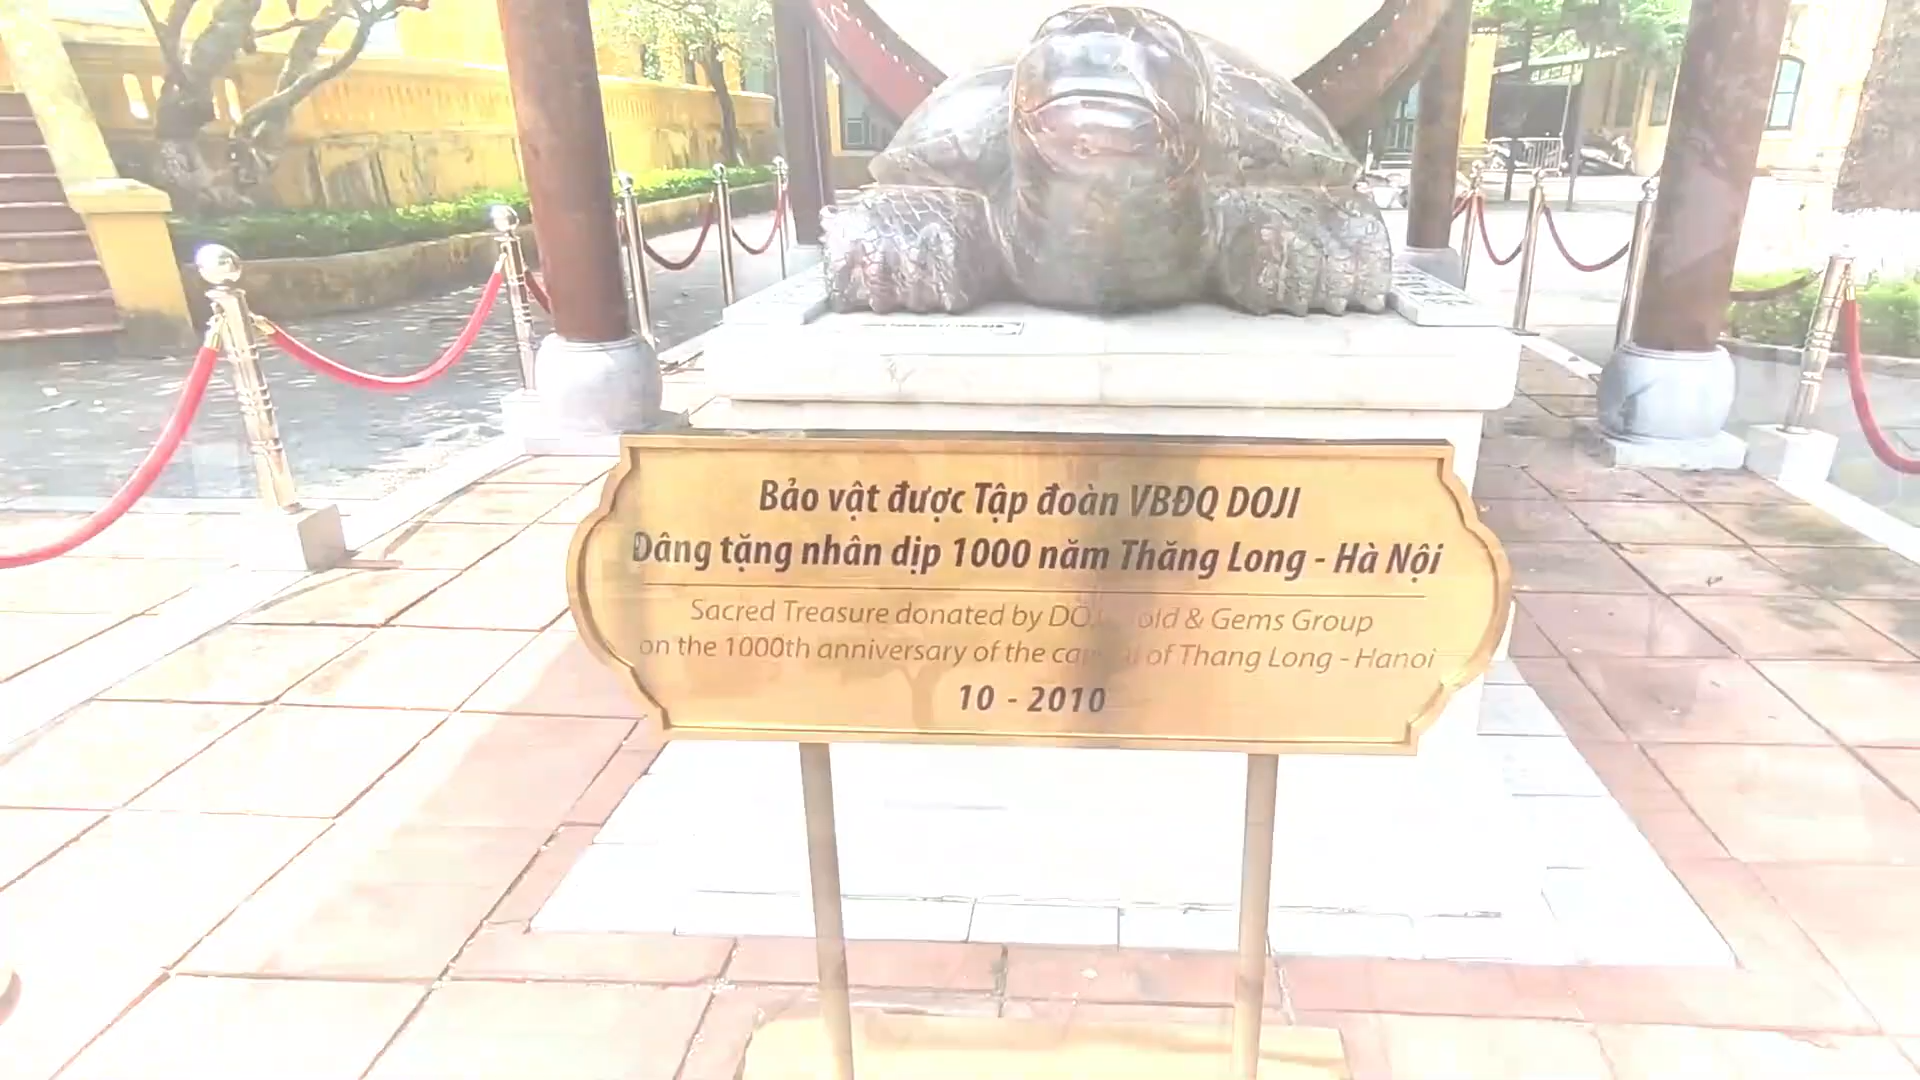 Bảo vật được Tập đoàn VBĐQ DOJI
Dâng tặng nhân dịp 1000 năm Thăng Long - Hà Nội
Sacred Treasure donated by & Gems Group
on the 1000th anniversary of the of Thang Long - Hanoi
10 - 2010